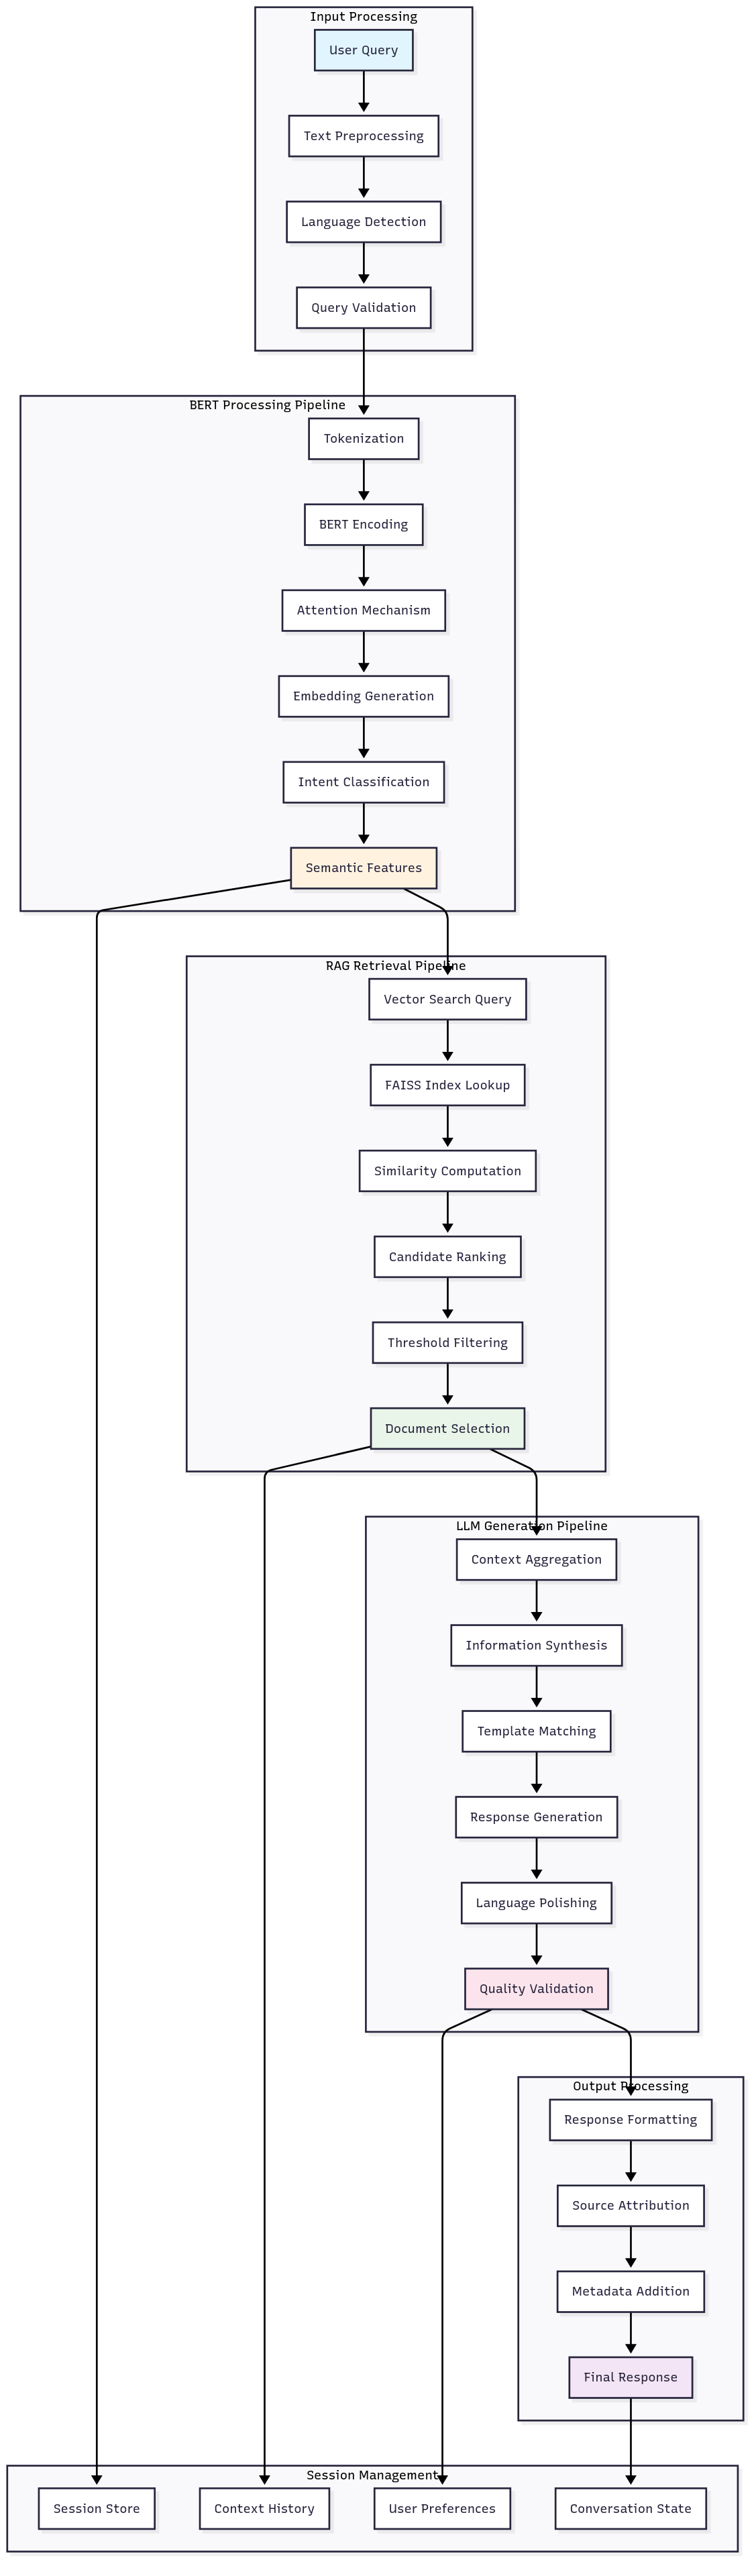 Input Processing
User Query
Text Preprocessing
Language Detection
Query Validation
BERT Processing Pipeline
Tokenization
BERT Encoding
Attention Mechanism
Embedding Generation
Intent Classification
Semantic Features
RAG Retrieval Pipeline
Vector Search Query
FAISS Index Lookup
Similarity Computation
Candidate Ranking
Threshold Filtering
Document Selection
LLM Generation Pipeline
Context Aggregation
Information Synthesis
Template Matching
Response Generation
Language Polishing
Quality Validation
Output Processing
Response Formatting
Source Attribution
Metadata Addition
Final Response
Session Management
Session Store
Context History
User Preferences
Conversation State